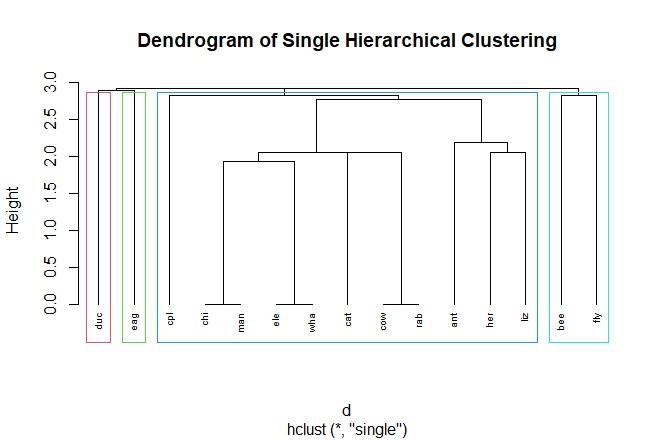 Dendrogram of Single Hierarchical Clustering
Height
3.0
2.5
2.0
1.5
1.0
0.5
0.0
duc
eag
cpl
chi
man
ele
wha
cat
cow
rab
ant
her
liz
bee
fly
d
hclust (*, "single")